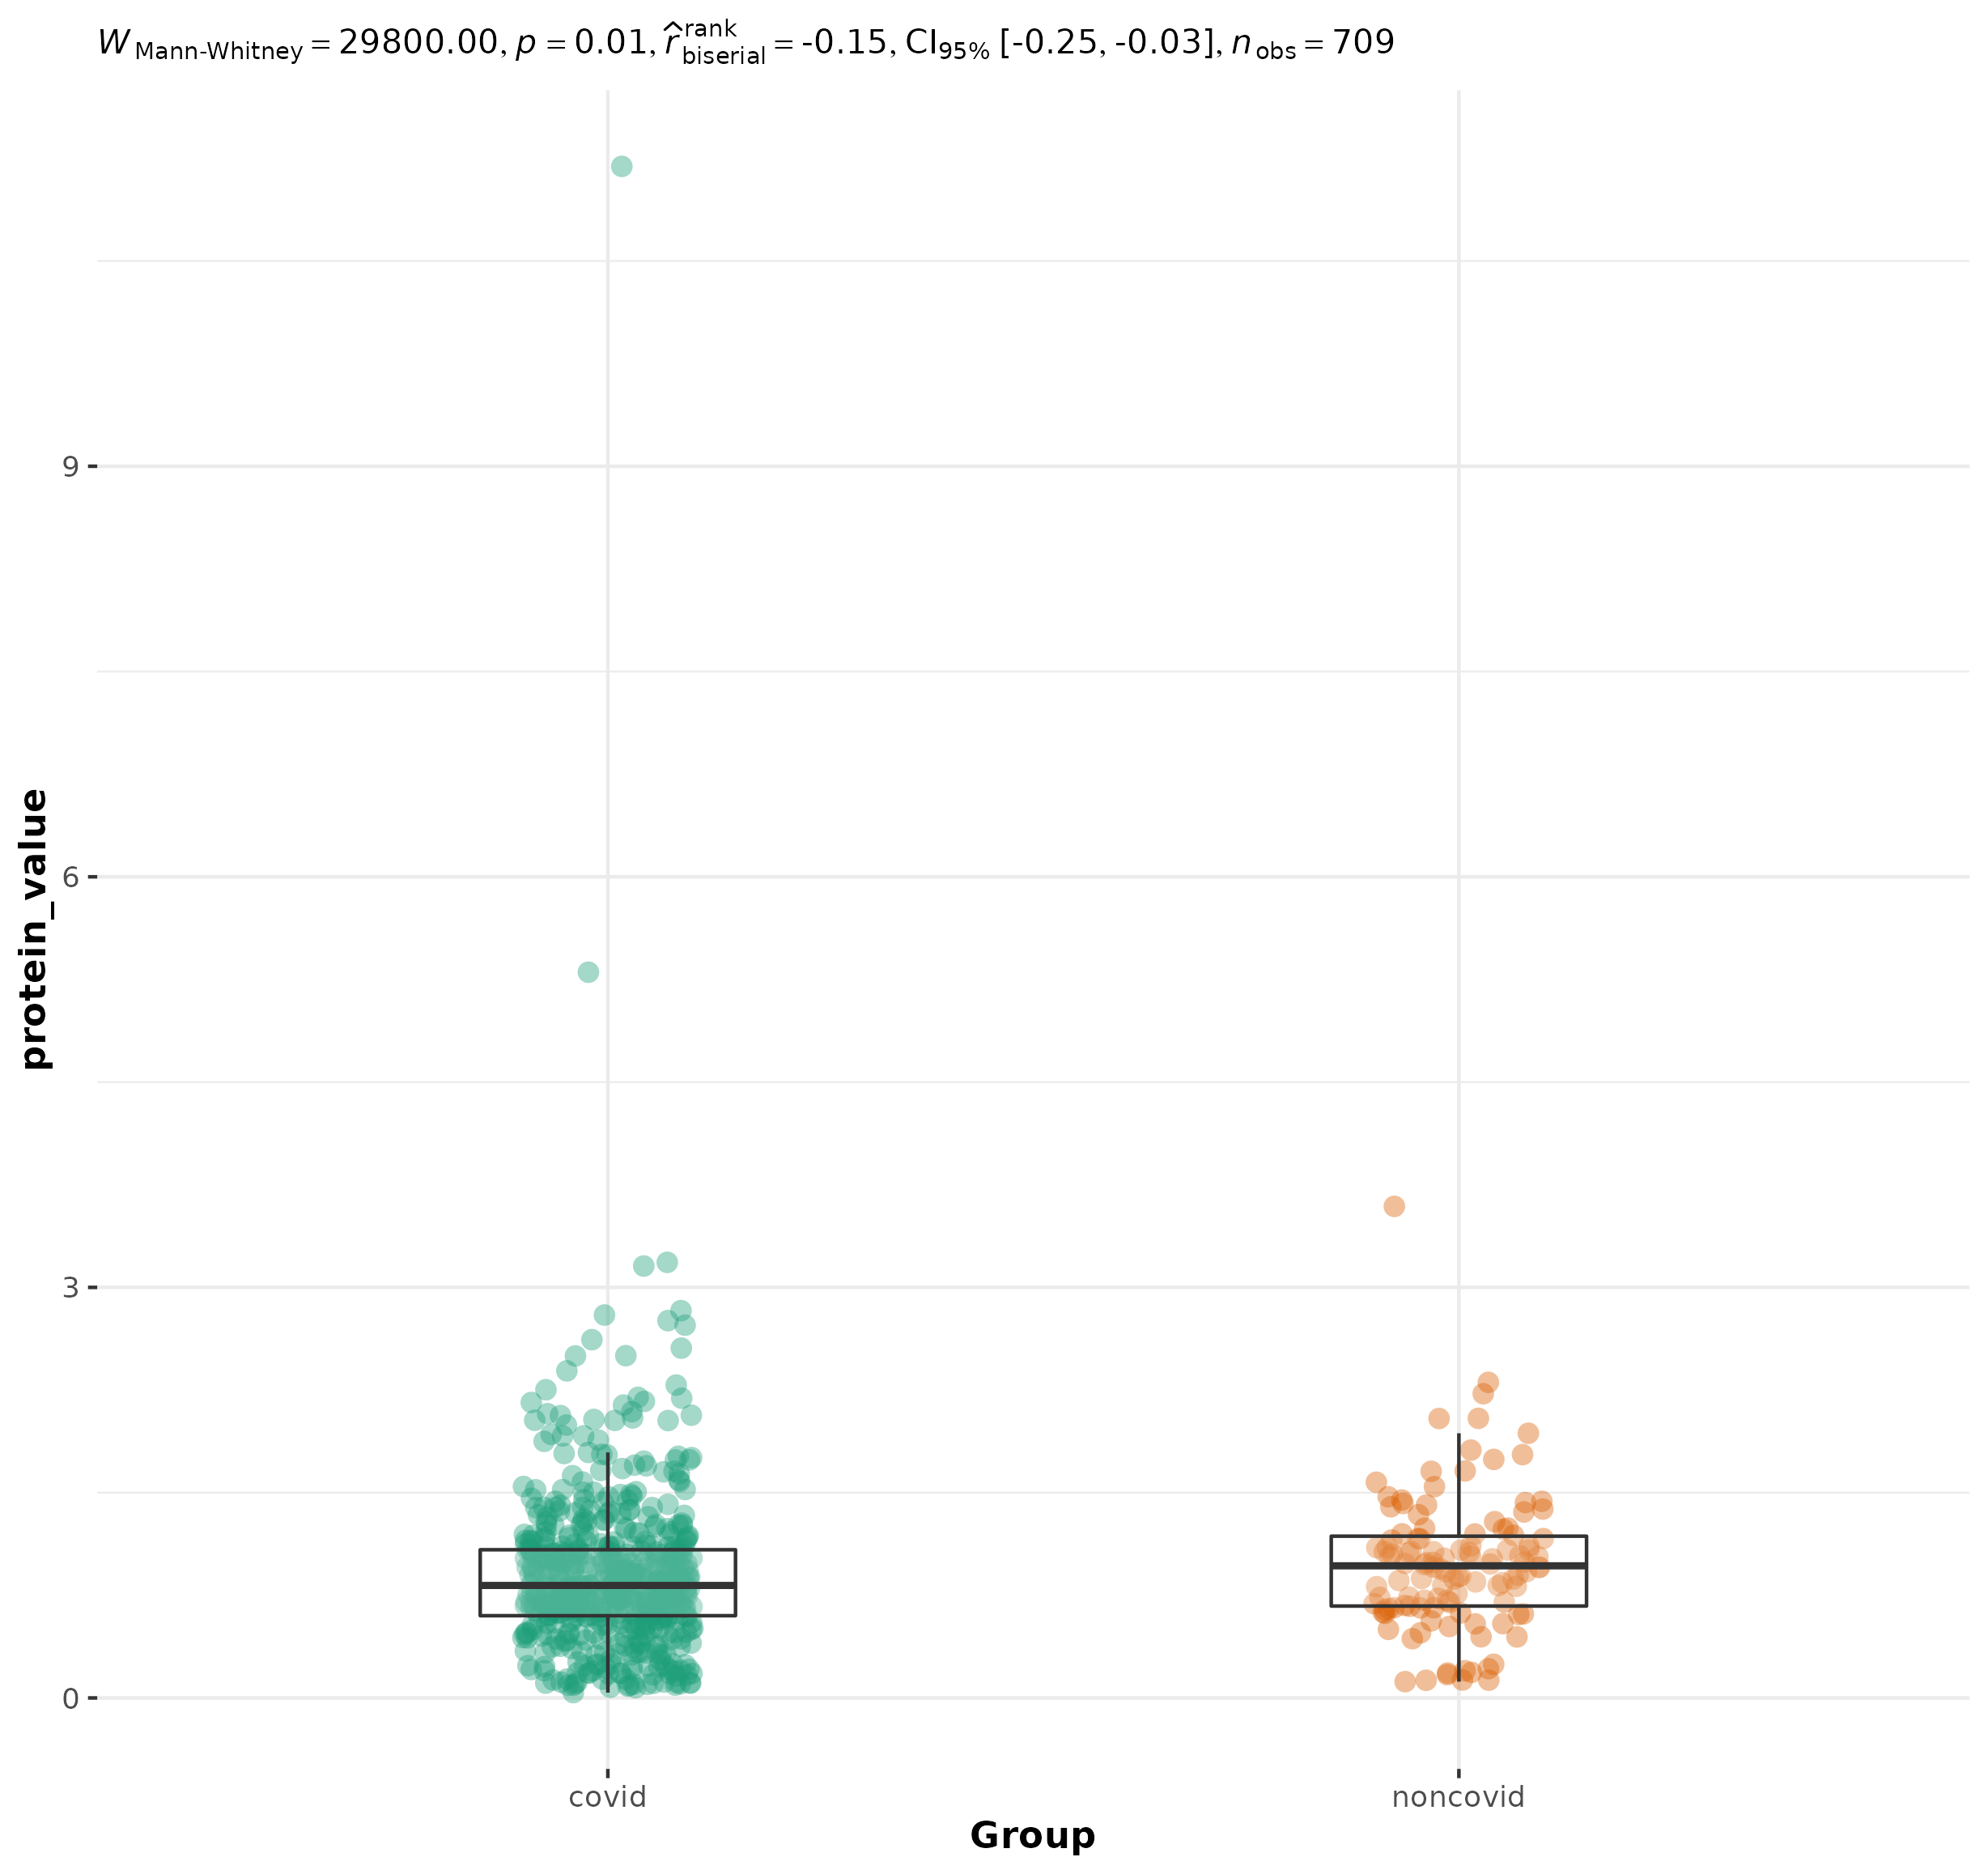 W Mann-Whitney = 29800.00, p = 0.01, r̂ rank biserial = -0.15, CI95% [-0.25, -0.03], n obs = 709
9
6
3
0
protein_value
covid noncovid
Group